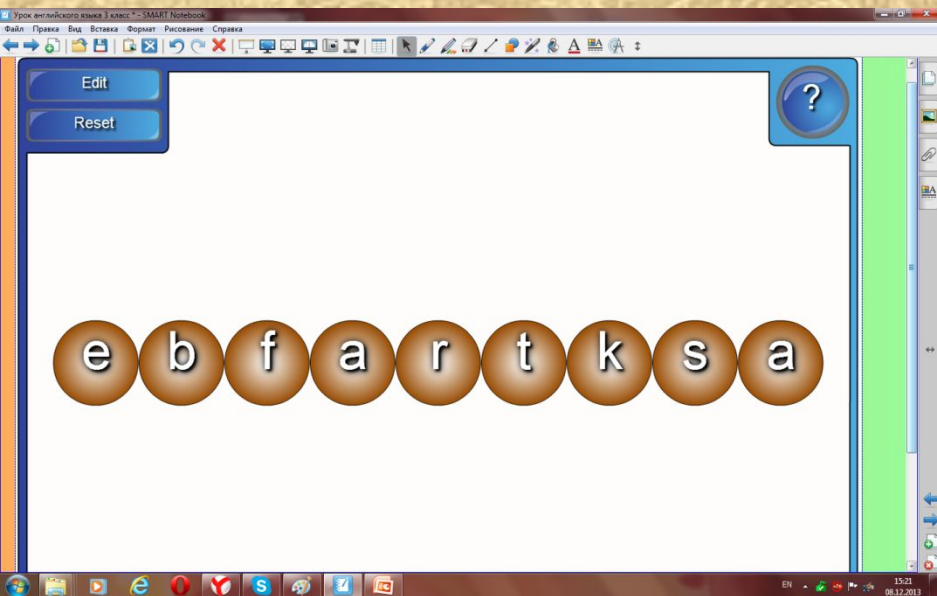 Урок английского языка 3 класс * - SMART Notebook
Файл Правка Вид Вставка Формат Рисование Справка
Edit
?
Reset
e b f a r t k s a
EN
15:21
08.12.2013